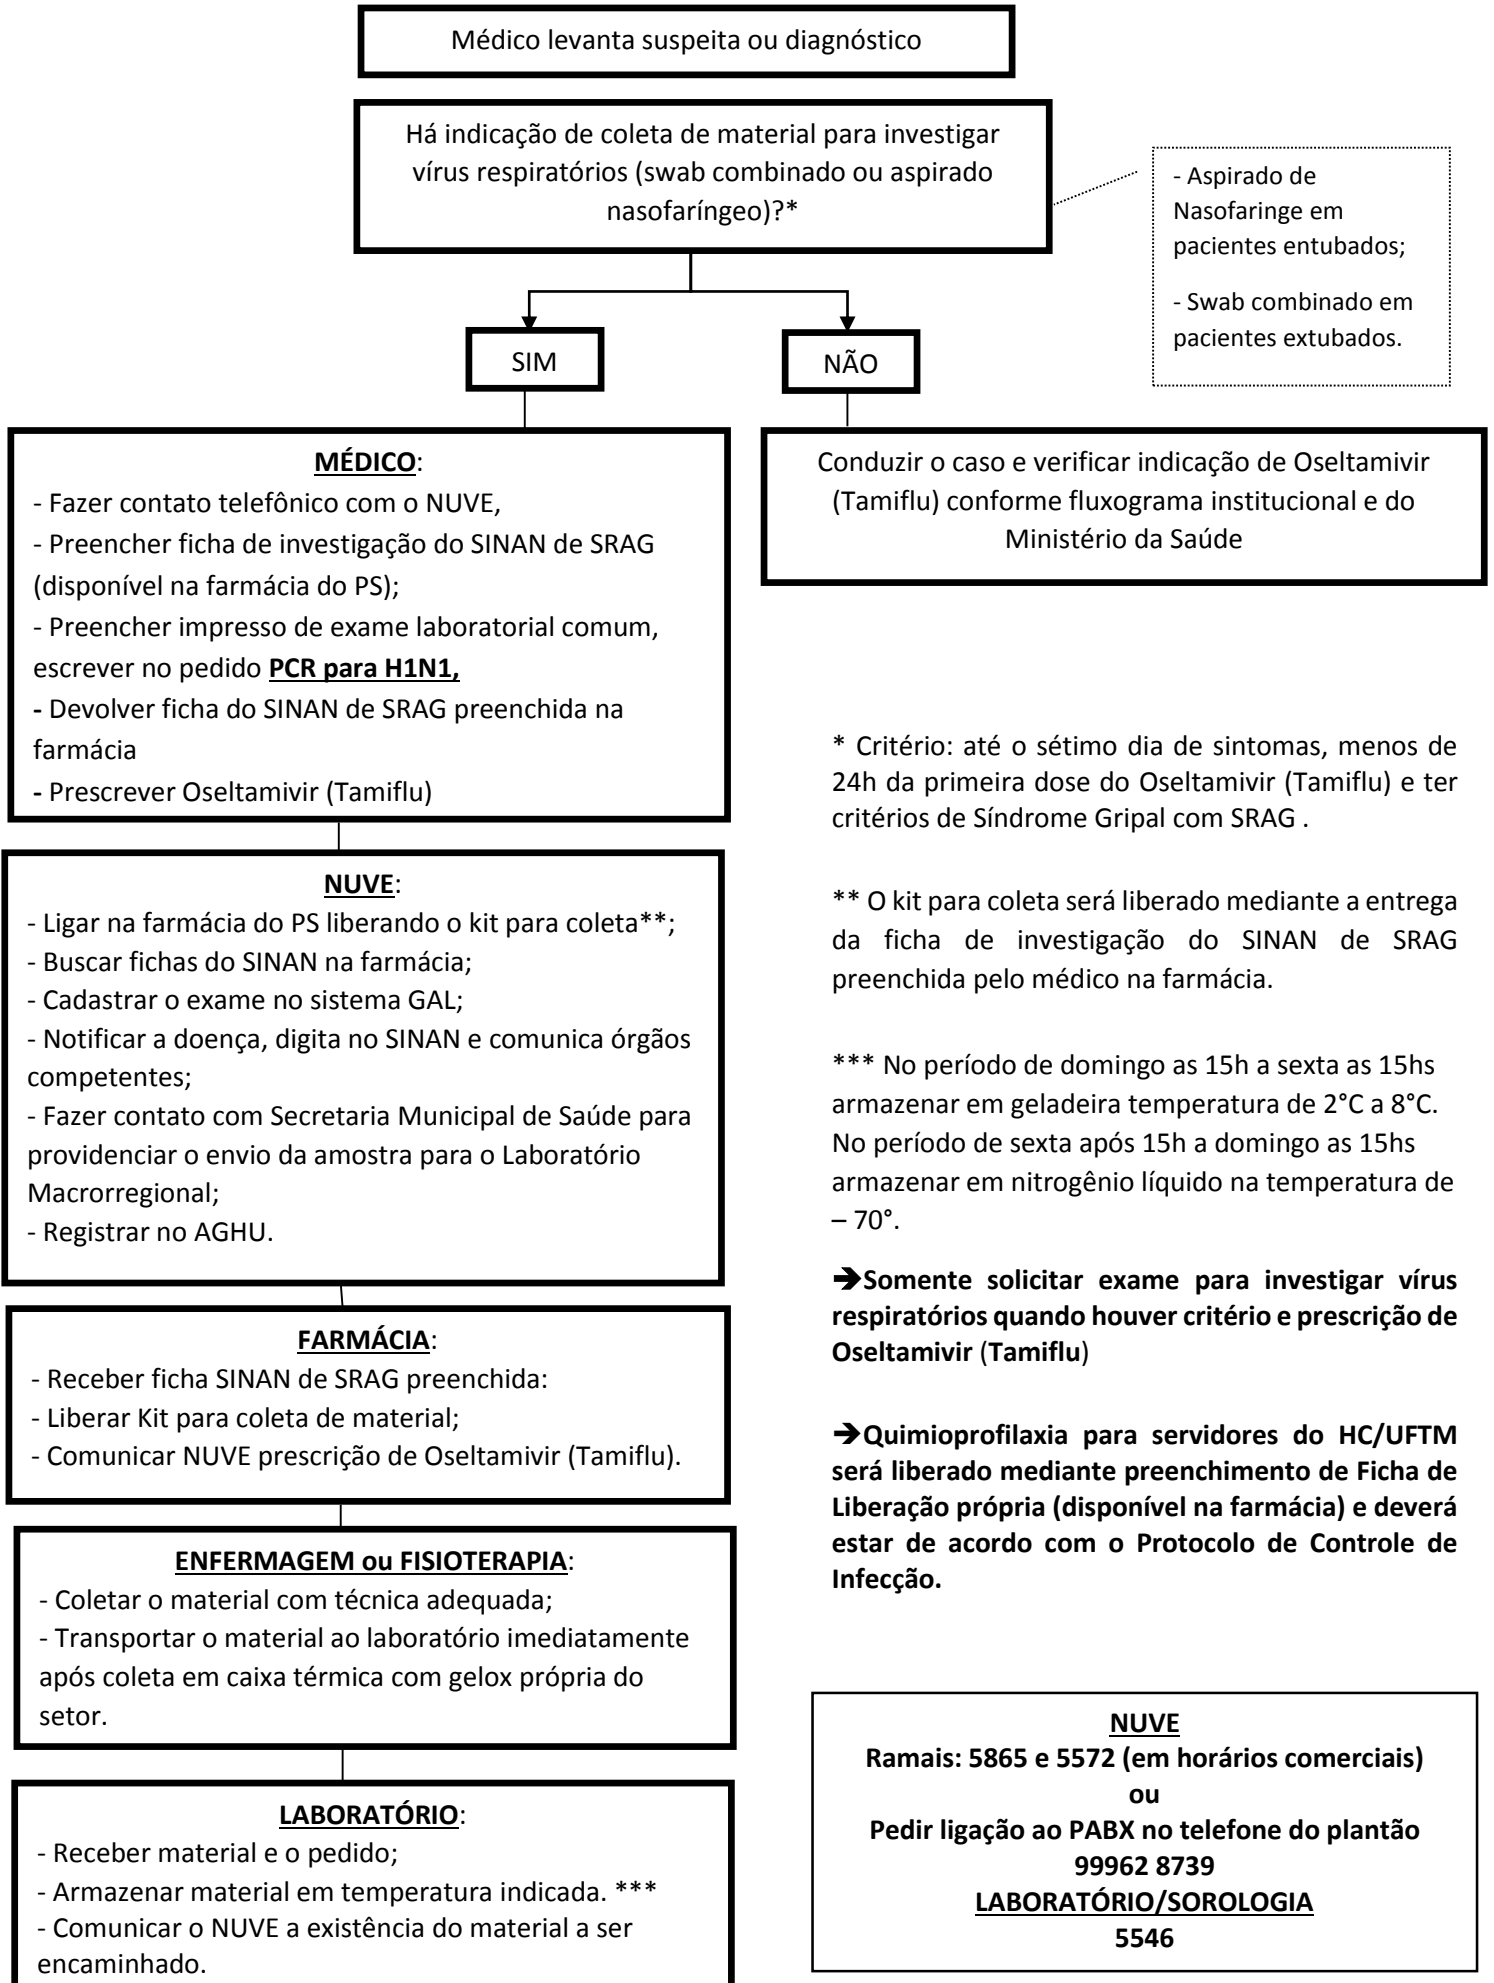 Médico levanta suspeita ou diagnóstico
Há indicação de coleta de material para investigar
vírus respiratórios (swab combinado ou aspirado
nasofaríngeo)?*
- Aspirado de
Nasofaringe em
pacientes entubados;
- Swab combinado em
pacientes extubados.
SIM
NÃO
MÉDICO:
- Fazer contato telefônico com o NUVE,
- Preencher ficha de investigação do SINAN de SRAG
(disponível na farmácia do PS);
- Preencher impresso de exame laboratorial comum,
escrever no pedido PCR para H1N1,
- Devolver ficha do SINAN de SRAG preenchida na
farmácia
- Prescrever Oseltamivir (Tamiflu)
Conduzir o caso e verificar indicação de Oseltamivir
(Tamiflu) conforme fluxograma institucional e do
Ministério da Saúde
NUVE:
- Ligar na farmácia do PS liberando o kit para coleta**;
- Buscar fichas do SINAN na farmácia;
- Cadastrar o exame no sistema GAL;
- Notificar a doença, digita no SINAN e comunica órgãos
competentes;
- Fazer contato com Secretaria Municipal de Saúde para
providenciar o envio da amostra para o Laboratório
Macrorregional;
- Registrar no AGHU.
FARMÁCIA:
- Receber ficha SINAN de SRAG preenchida:
- Liberar Kit para coleta de material;
- Comunicar NUVE prescrição de Oseltamivir (Tamiflu).
ENFERMAGEM ou FISIOTERAPIA:
- Coletar o material com técnica adequada;
- Transportar o material ao laboratório imediatamente
após coleta em caixa térmica com gelox própria do
setor.
LABORATÓRIO:
- Receber material e o pedido;
- Armazenar material em temperatura indicada. ***
- Comunicar o NUVE a existência do material a ser
encaminhado.
* Critério: até o sétimo dia de sintomas, menos de
24h da primeira dose do Oseltamivir (Tamiflu) e ter
critérios de Síndrome Gripal com SRAG .
** O kit para coleta será liberado mediante a entrega
da ficha de investigação do SINAN de SRAG
preenchida pelo médico na farmácia.
*** No período de domingo as 15h a sexta as 15hs
armazenar em geladeira temperatura de 2°C a 8°C.
No período de sexta após 15h a domingo as 15hs
armazenar em nitrogênio líquido na temperatura de
– 70°.
➔Somente solicitar exame para investigar vírus
respiratórios quando houver critério e prescrição de
Oseltamivir (Tamiflu)
➔Quimioprofilaxia para servidores do HC/UFTM
será liberado mediante preenchimento de Ficha de
Liberação própria (disponível na farmácia) e deverá
estar de acordo com o Protocolo de Controle de
Infecção.
NUVE
Ramais: 5865 e 5572 (em horários comerciais)
ou
Pedir ligação ao PABX no telefone do plantão
99962 8739
LABORATÓRIO/SOROLOGIA
5546